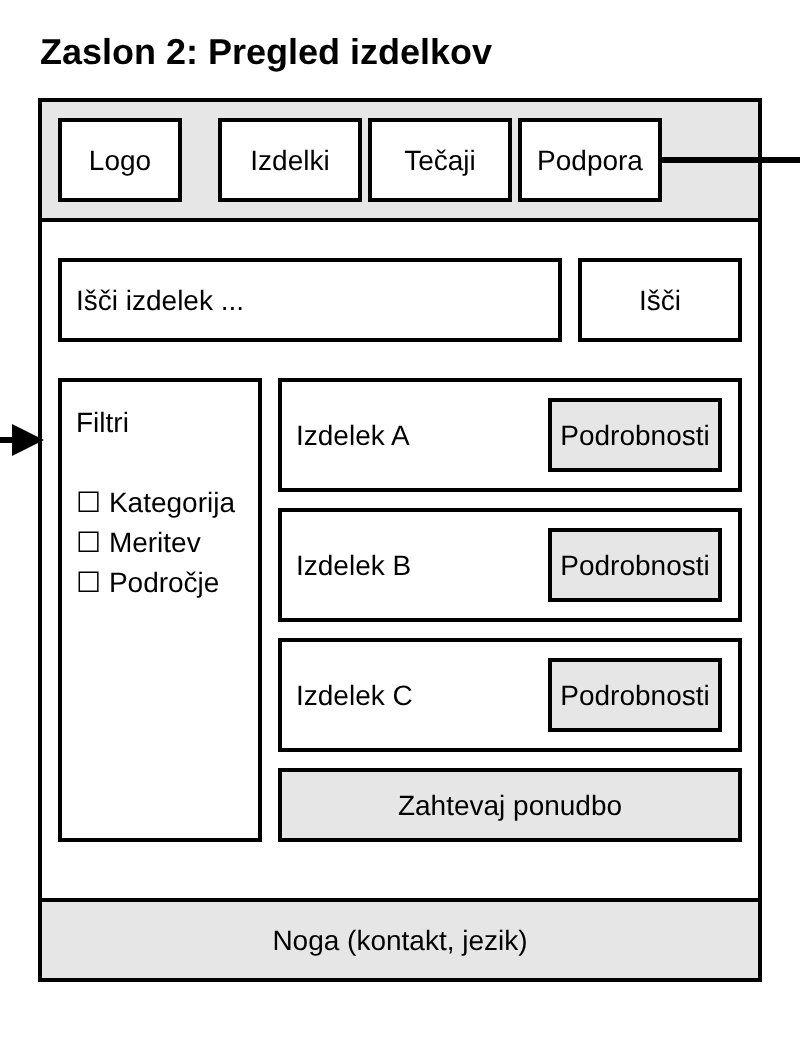 Zaslon 2: Pregled izdelkov
Logo
Izdelki
Tečaji
Podpora
Išči izdelek ...
Išči
Filtri
☐ Kategorija
☐ Meritev
☐ Področje
Izdelek A
Podrobnosti
Izdelek B
Podrobnosti
Izdelek C
Podrobnosti
Zahtevaj ponudbo
Noga (kontakt, jezik)